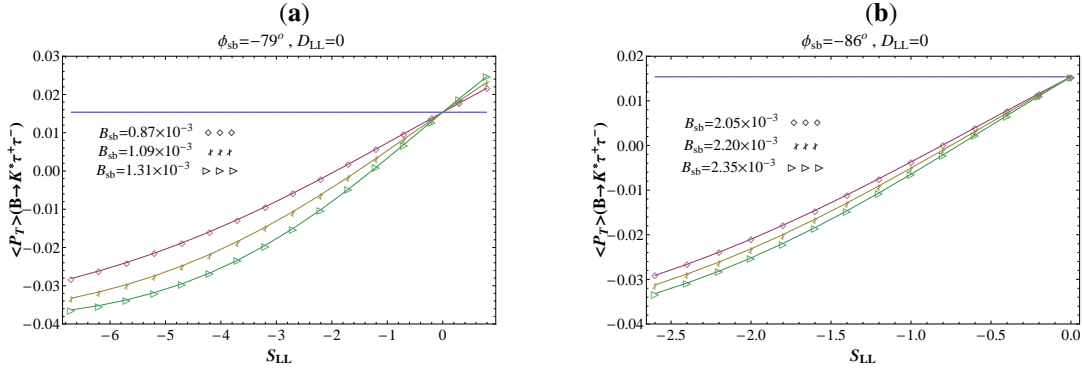 (a)
ϕsb=−79o , DLL=0
<PT>(B→K*τ+τ−)
0.03
0.02
0.01
0.00
−0.01
−0.02
−0.03
−0.04
Bsb=0.87×10−3
Bsb=1.09×10−3
Bsb=1.31×10−3
−6 −5 −4 −3 −2 −1 0
SLL
(b)
ϕsb=−86o , DLL=0
<PT>(B→K*τ+τ−)
0.02
0.01
0.00
−0.01
−0.02
−0.03
−0.04
Bsb=2.05×10−3
Bsb=2.20×10−3
Bsb=2.35×10−3
−2.5 −2.0 −1.5 −1.0 −0.5 0.0
SLL